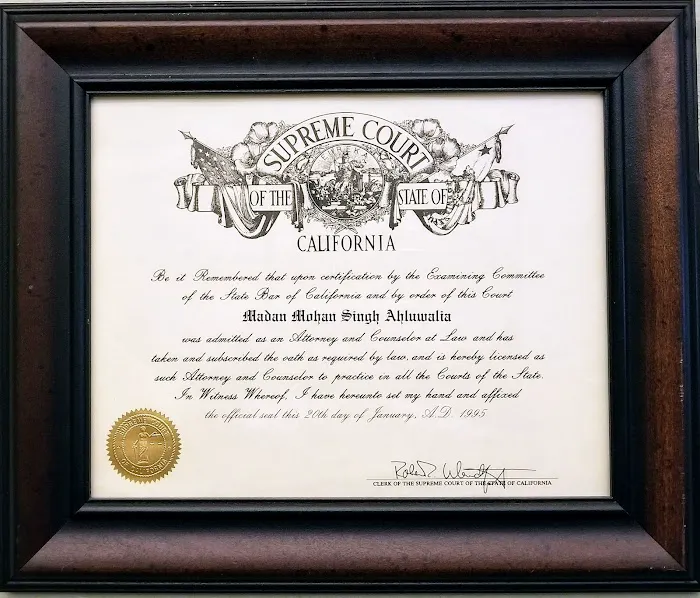 SUPREME COURT
OF THE STATE OF
CALIFORNIA
Be it Remembered that upon certification by the Examining Committee
of the State Bar of California and by order of this Court
Madan Mohan Singh Ahluwalia
was admitted as an Attorney and Counselor at Law and has
taken and subscribed the oath as required by law, and is hereby licensed as
such Attorney and Counselor to practice in all the Courts of the State.
In Witness Whereof, I have hereunto set my hand and affixed
the official seal this 20th day of January, A.D. 1995
SUPREME COURT
OF CALIFORNIA
CLERK OF THE SUPREME COURT OF THE STATE OF CALIFORNIA